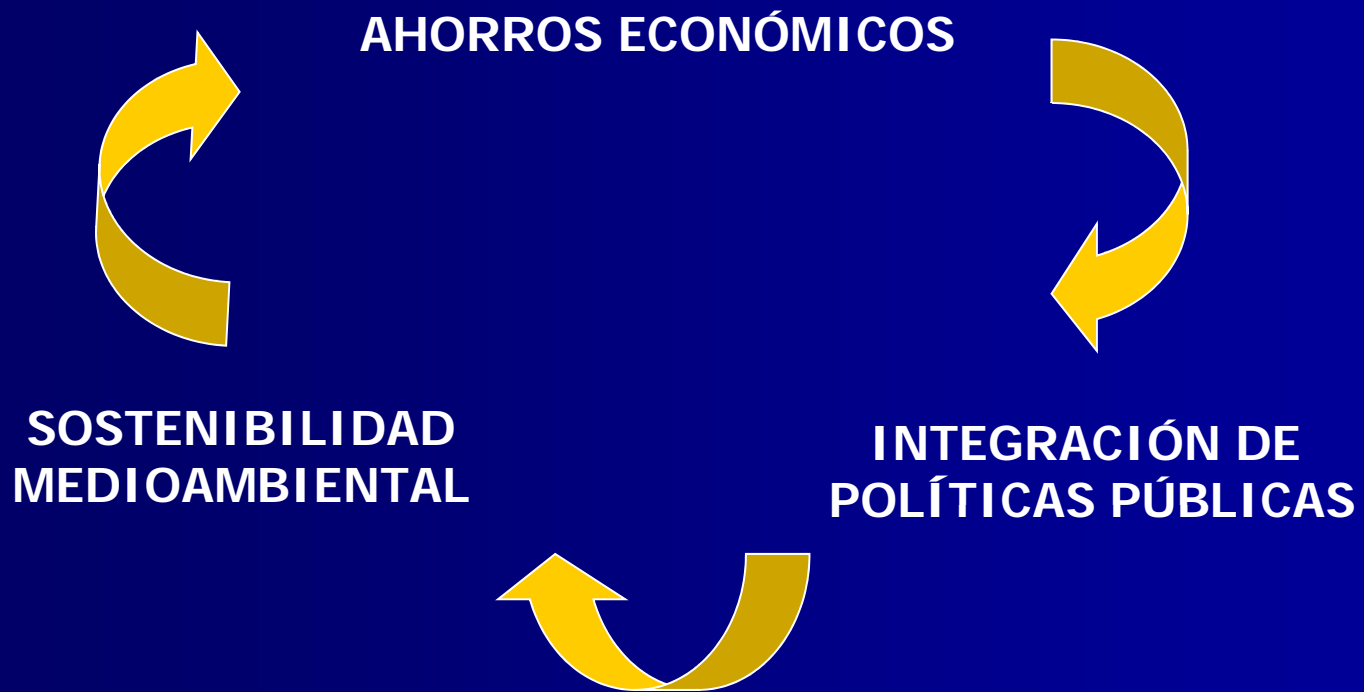 AHORROS ECONÓMICOS
SOSTENIBILIDAD
MEDIOAMBIENTAL
INTEGRACIÓN DE
POLÍTICAS PÚBLICAS